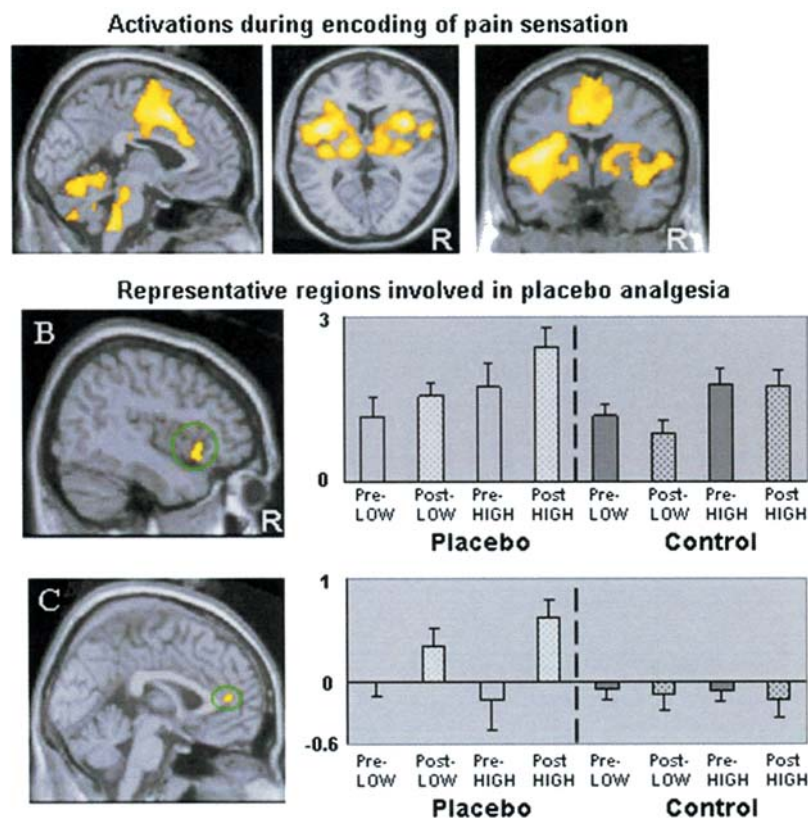 Activations during encoding of pain sensation
R
R
Representative regions involved in placebo analgesia
B
R
3
0
Pre- Post- Pre- Post Pre- Post- Pre- Post
LOW LOW HIGH HIGH LOW LOW HIGH HIGH
Placebo Control
C
1
0
-0.6
Pre- Post- Pre- Post Pre- Post- Pre- Post
LOW LOW HIGH HIGH LOW LOW HIGH HIGH
Placebo Control